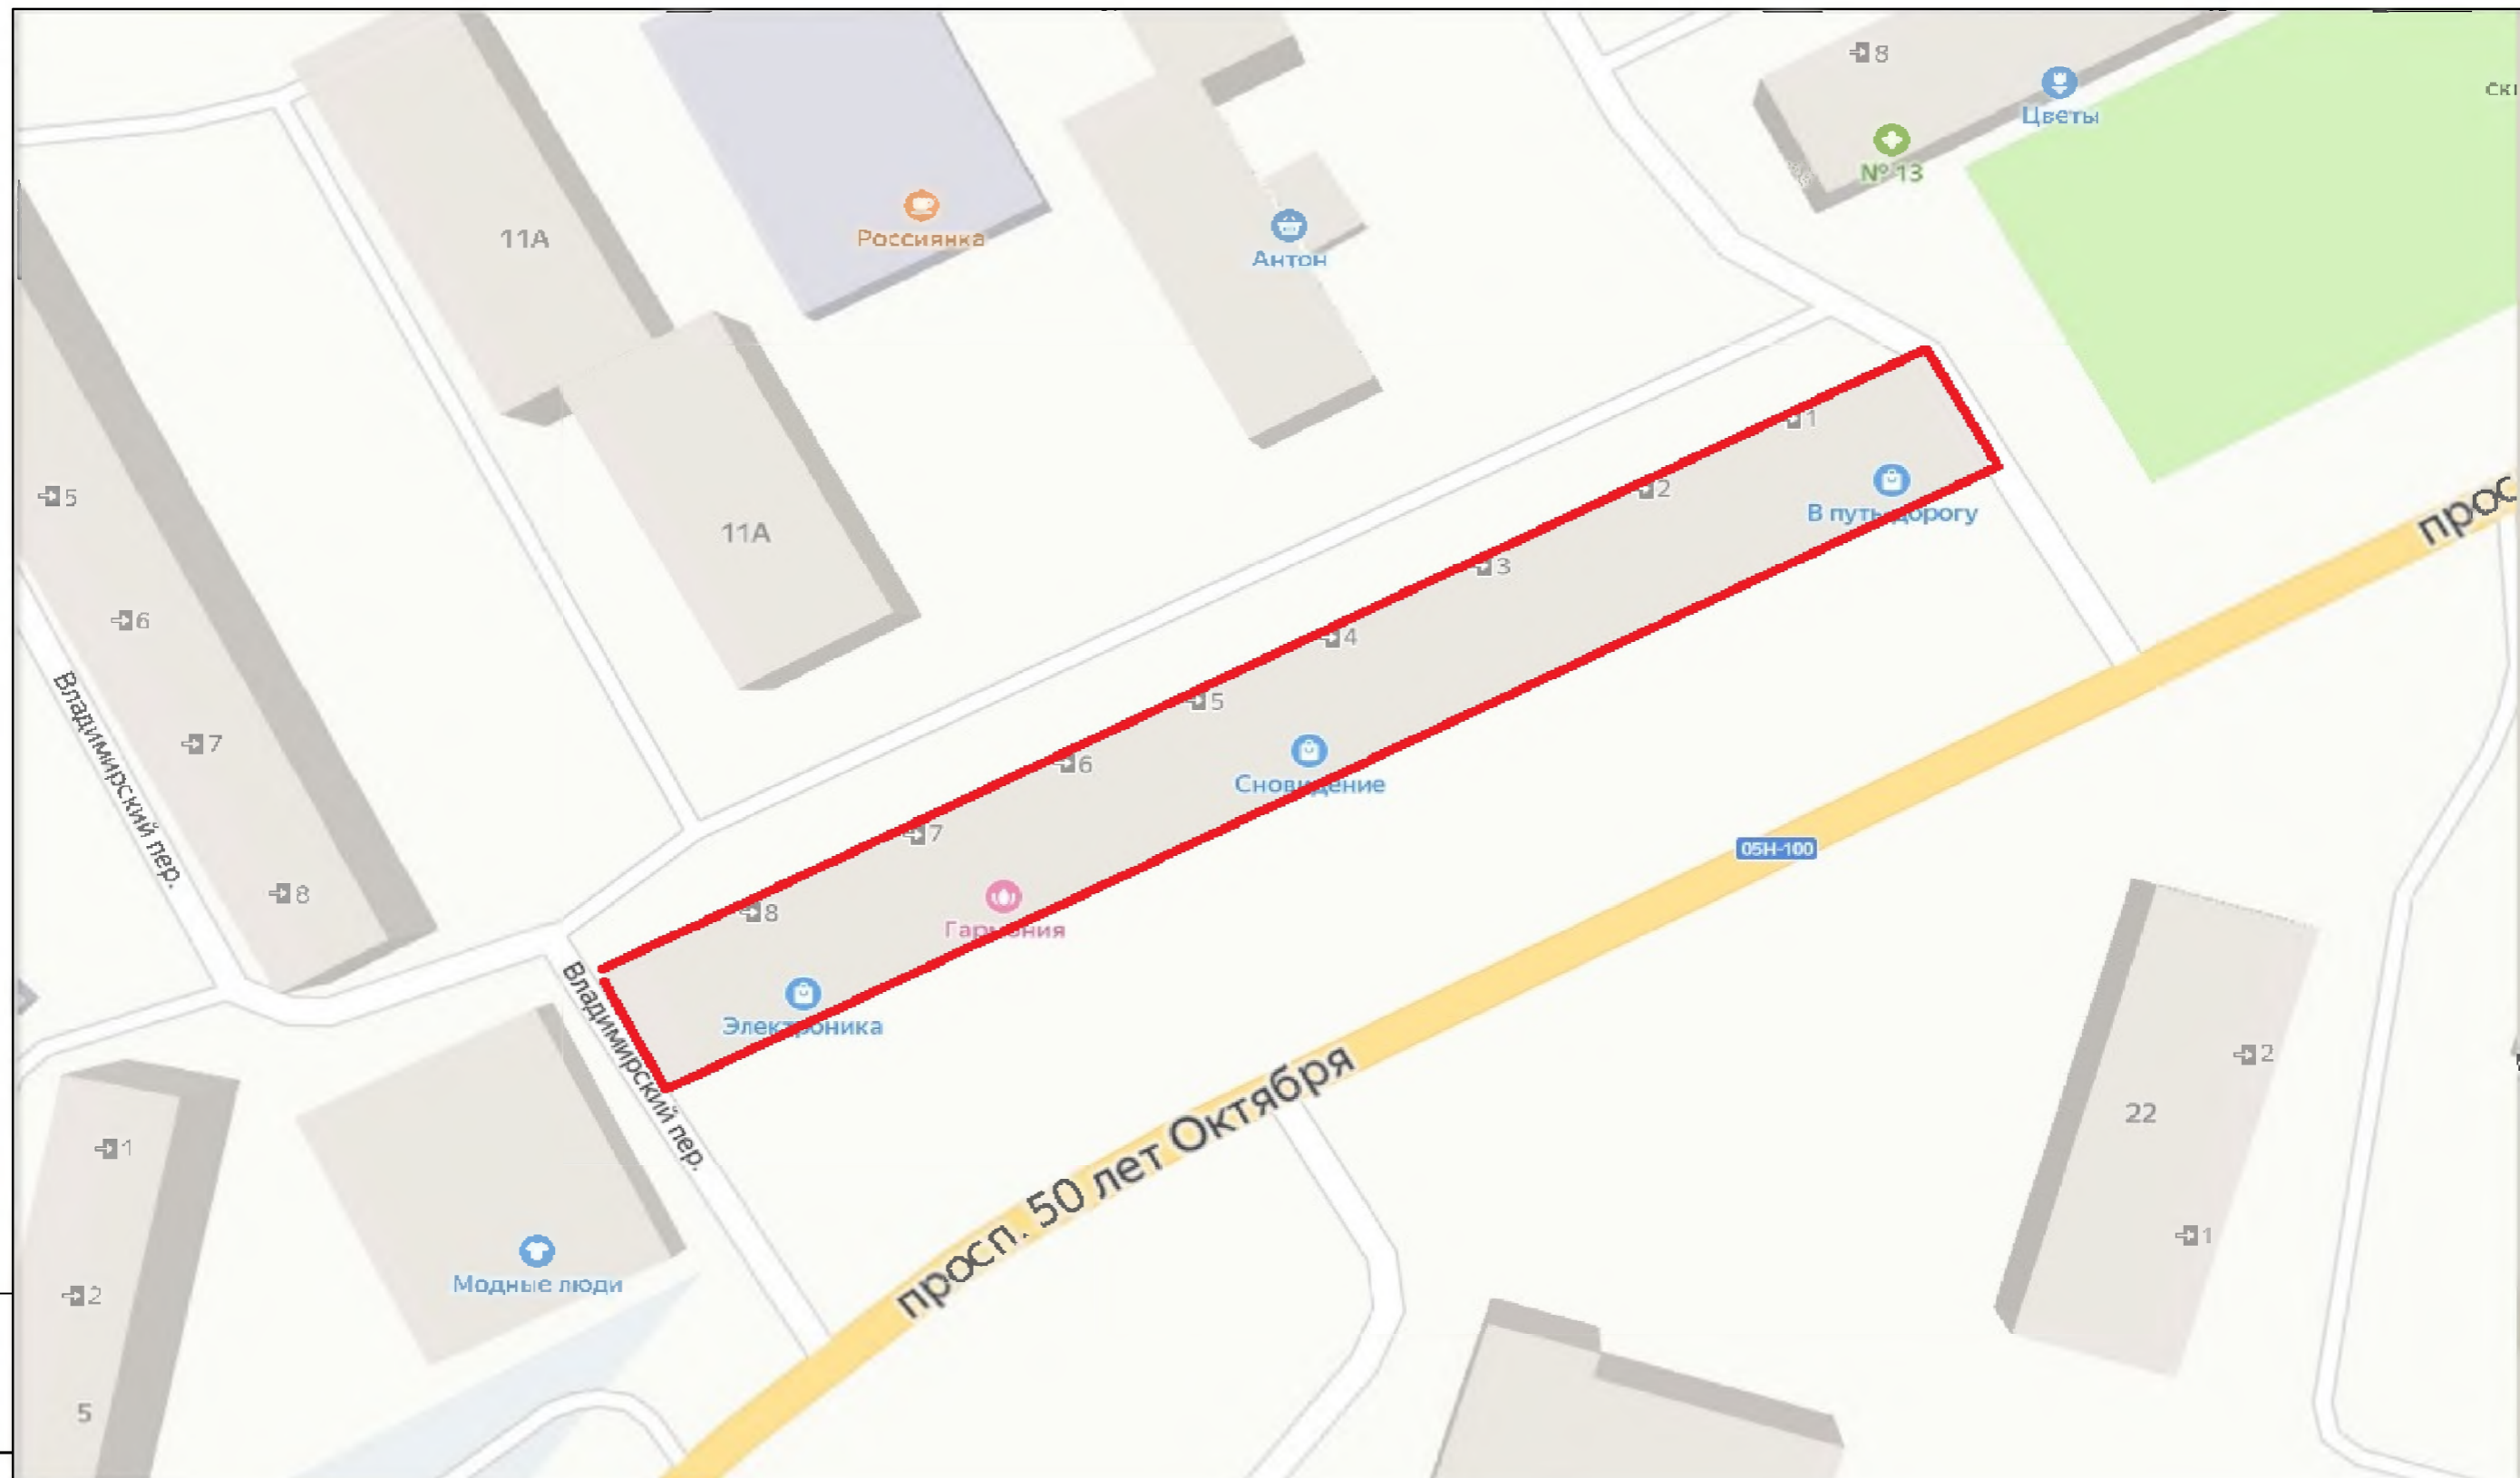 8
Цветы
№ 13
11А
Россиянка
Антон
5
11А
6
7
8
Владимирский пер.
1
2
3
4
5
6
7
8
В путь-дорогу
Сновидение
Гармония
Электроника
Владимирский пер.
05Н-100
просп. 50 лет Октября
1
2
5
Модные люди
2
22
1